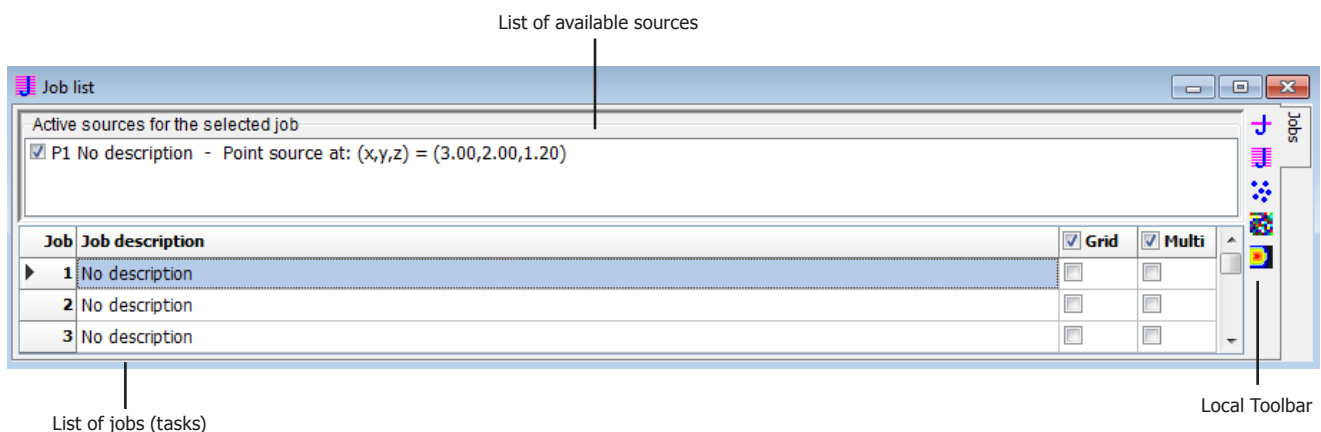 List of available sources
Job list
Active sources for the selected job
P1 No description - Point source at: (x,y,z) = (3.00,2.00,1.20)
Jobs
Job Job description Grid Multi
1 No description
2 No description
3 No description
Local Toolbar
List of jobs (tasks)